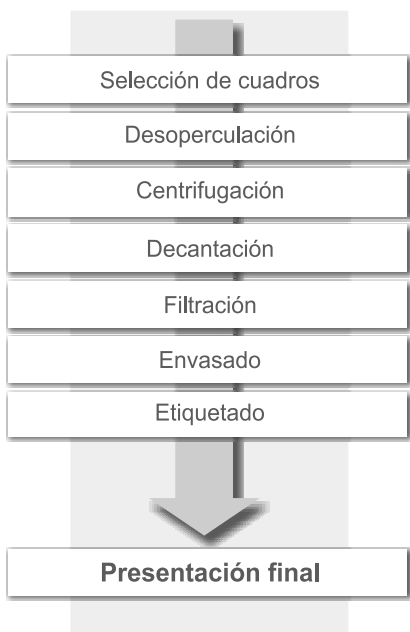 Selección de cuadros
Desoperculación
Centrifugación
Decantación
Filtración
Envasado
Etiquetado
Presentación final